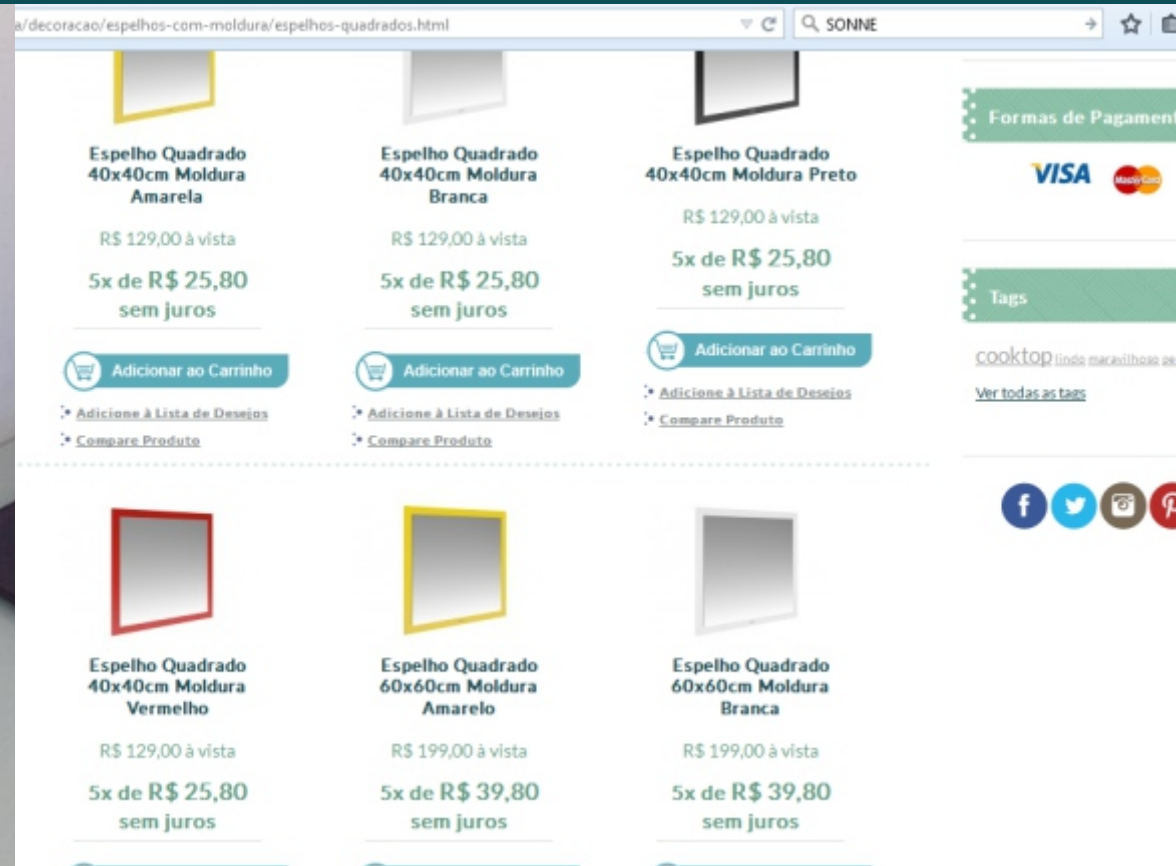 a/decoracao/espelhos-com-moldura/espelhos-quadrados.html
SONNE
Espelho Quadrado
40x40cm Moldura
Amarela
R$ 129,00 à vista
5x de R$ 25,80
sem juros
Adicionar ao Carrinho
Adicione à Lista de Desejos
Compare Produto
Espelho Quadrado
40x40cm Moldura
Branca
R$ 129,00 à vista
5x de R$ 25,80
sem juros
Adicionar ao Carrinho
Adicione à Lista de Desejos
Compare Produto
Espelho Quadrado
40x40cm Moldura Preto
R$ 129,00 à vista
5x de R$ 25,80
sem juros
Adicionar ao Carrinho
Adicione à Lista de Desejos
Compare Produto
Espelho Quadrado
40x40cm Moldura
Vermelho
R$ 129,00 à vista
5x de R$ 25,80
sem juros
Espelho Quadrado
60x60cm Moldura
Amarelo
R$ 199,00 à vista
5x de R$ 39,80
sem juros
Espelho Quadrado
60x60cm Moldura
Branca
R$ 199,00 à vista
5x de R$ 39,80
sem juros
Formas de Pagament
VISA
MasterCard
Tags
cooktop lindo maravilhoso pe
Ver todas as tags